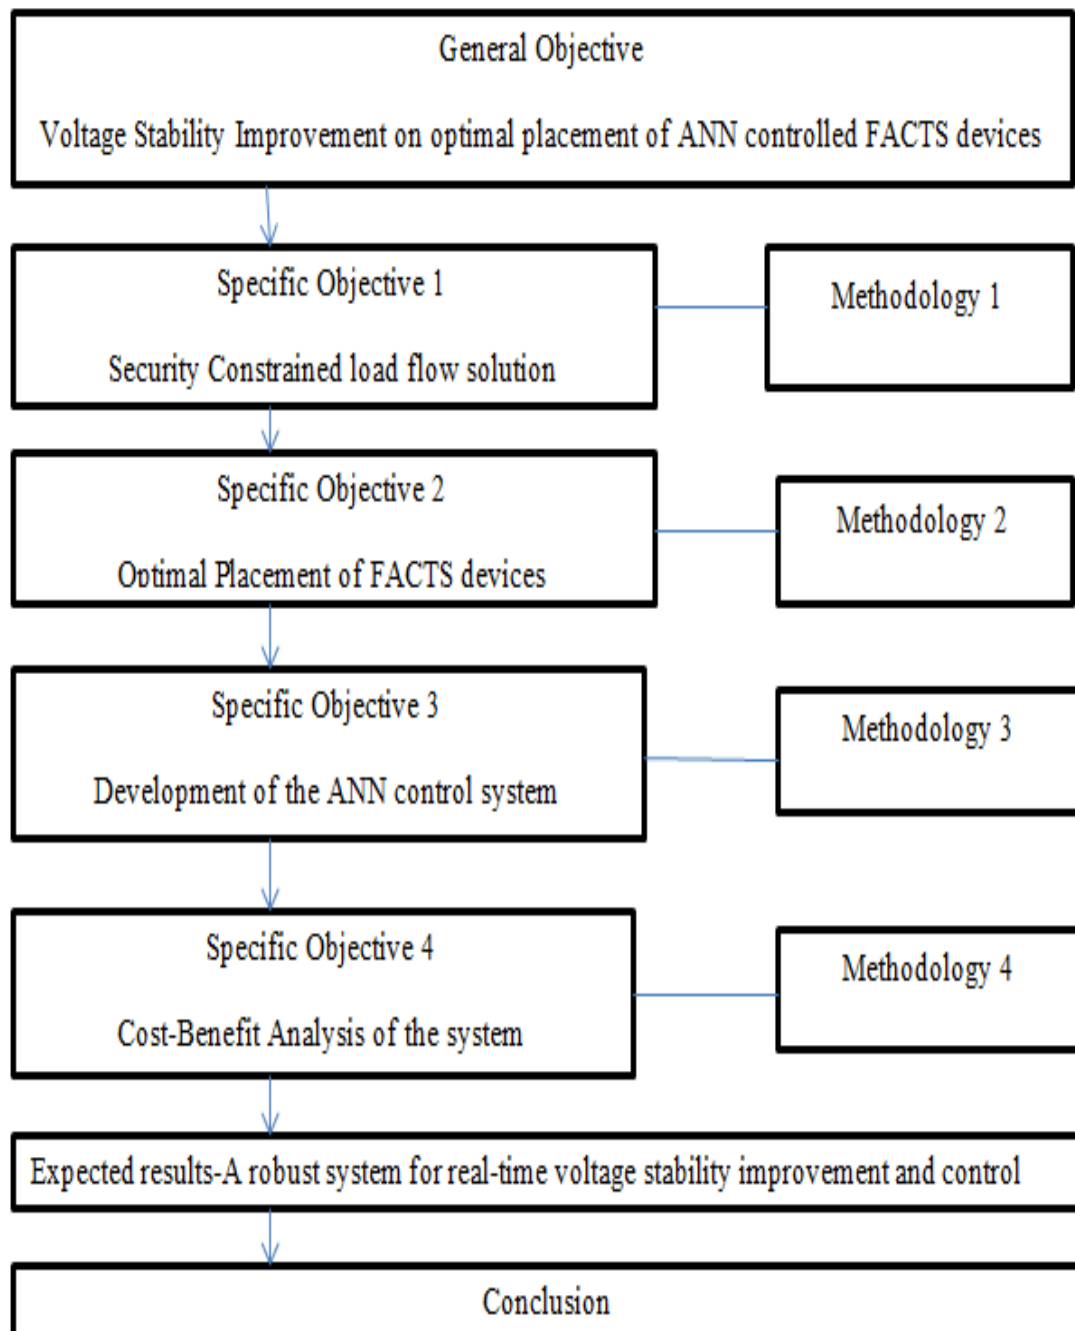 General Objective
Voltage Stability Improvement on optimal placement of ANN controlled FACTS devices
Specific Objective 1
Security Constrained load flow solution
Methodology 1
Specific Objective 2
Optimal Placement of FACTS devices
Methodology 2
Specific Objective 3
Development of the ANN control system
Methodology 3
Specific Objective 4
Cost-Benefit Analysis of the system
Methodology 4
Expected results-A robust system for real-time voltage stability improvement and control
Conclusion